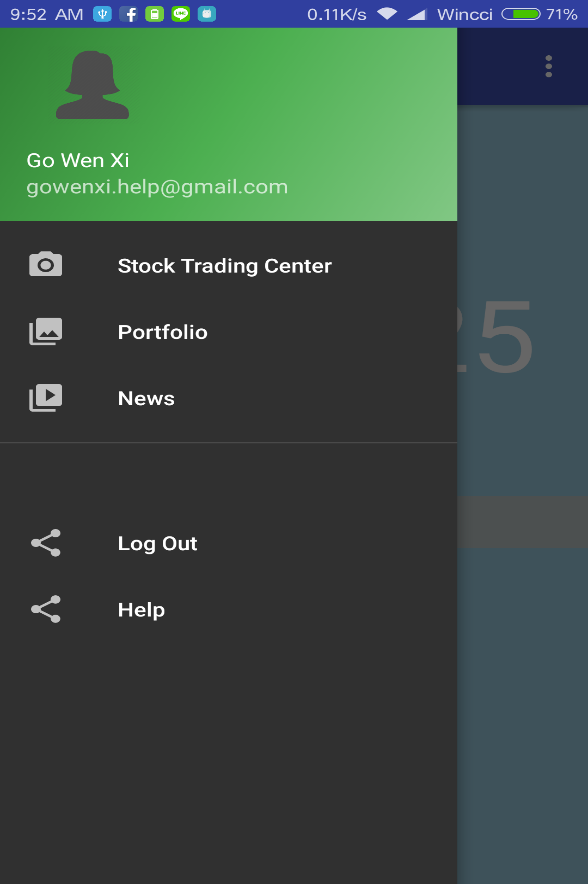 9:52 AM 0.11K/s Wincci 71%
Go Wen Xi
gowenxi.help@gmail.com
Stock Trading Center
Portfolio
25
News
Log Out
Help